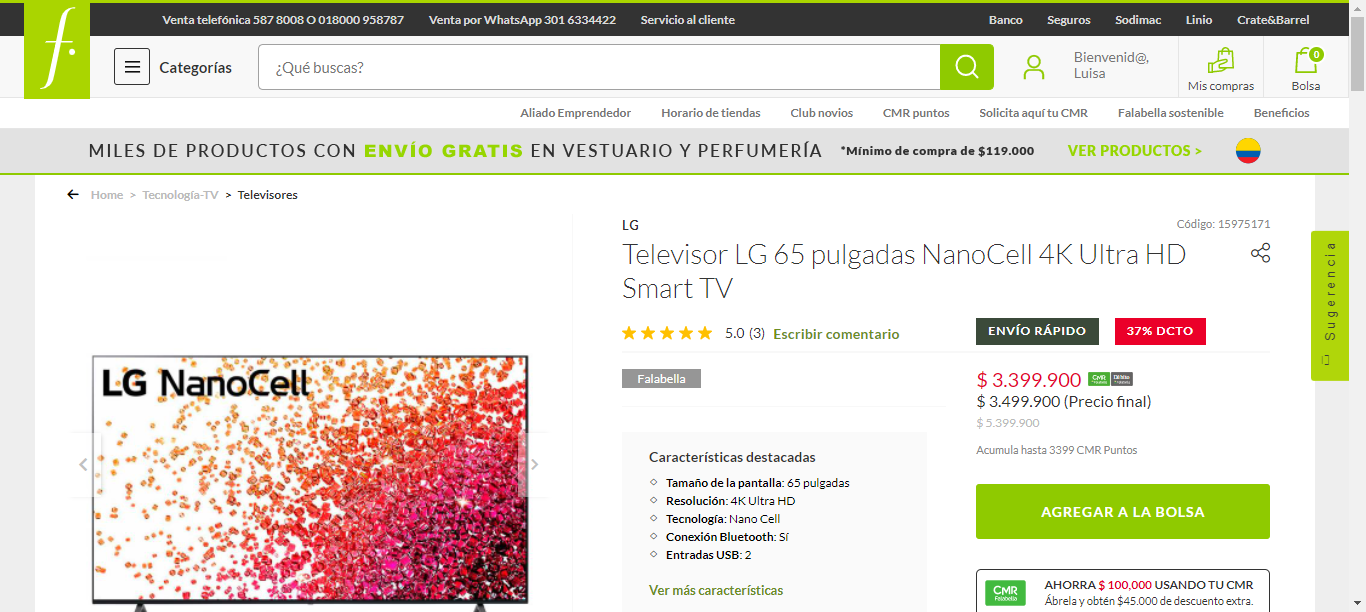 Venta telefónica 587 8008 O 018000 958787 Venta por WhatsApp 301 6334422 Servicio al cliente Banco Seguros Sodimac Linio Crate&Barrel
f.
Categorías ¿Qué buscas? Bienvenid@, Luisa Mis compras 0 Bolsa
Aliado Emprendedor Horario de tiendas Club novios CMR puntos Solicita aquí tu CMR Falabella sostenible Beneficios
MILES DE PRODUCTOS CON ENVÍO GRATIS EN VESTUARIO Y PERFUMERÍA *Mínimo de compra de $119.000 VER PRODUCTOS >
Home > Tecnología-TV > Televisores
LG NanoCell
LG
Código: 15975171
Televisor LG 65 pulgadas NanoCell 4K Ultra HD
Smart TV
5.0 (3) Escribir comentario
ENVÍO RÁPIDO 37% DCTO
Falabella
$ 3.399.900 CMR
$ 3.499.900 (Precio final)
$ 5.399.900
Acumula hasta 3399 CMR Puntos
Características destacadas
Tamaño de la pantalla: 65 pulgadas
Resolución: 4K Ultra HD
Tecnología: Nano Cell
Conexión Bluetooth: Sí
Entradas USB: 2
Ver más características
AGREGAR A LA BOLSA
CMR Falabella
AHORRA $ 100,000 USANDO TU CMR
Ábrela y obtén $45.000 de descuento extra.
Sugerencia